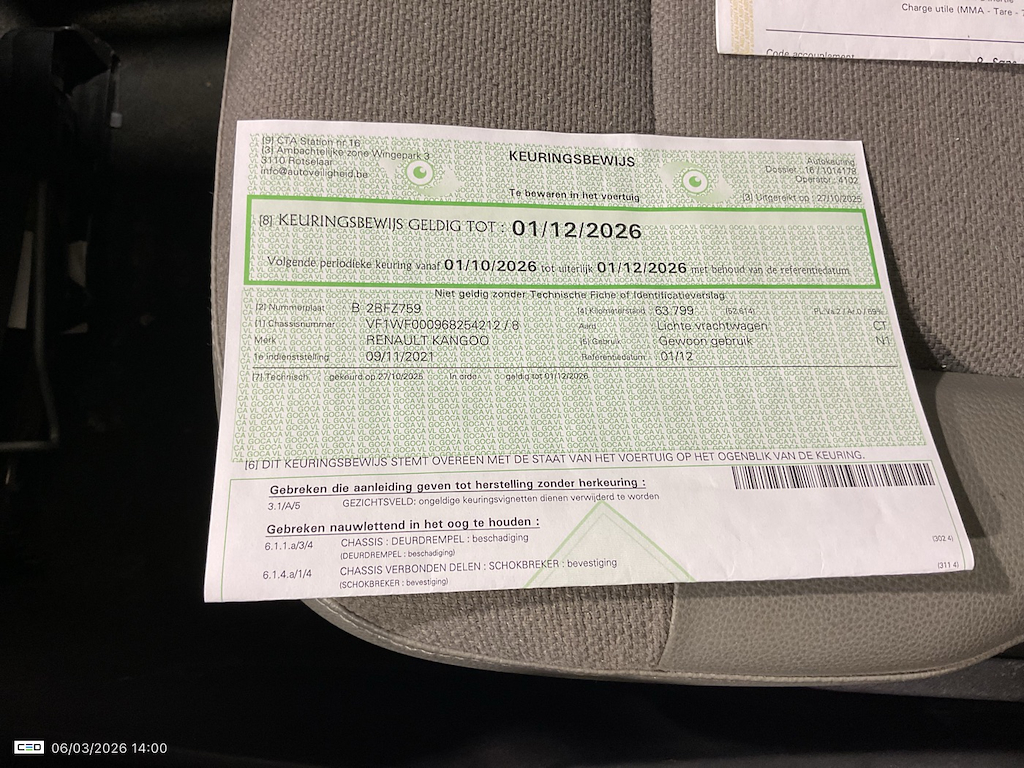 Charge utile (MMA - Tare -
Code accouplement
[9] CTA Station nr 16
[3] Ambachtelijke zone Wingepark 3
3110 Rotselaar
info@autoveiligheid.be
KEURINGSBEWIJS
Te bewaren in het voertuig
Autokeuring
Dossier : 16 / 1014178
Operator : 4102
[3] Uitgereikt op : 27/10/2025
[8] KEURINGSBEWIJS GELDIG TOT : 01/12/2026
Volgende periodieke keuring vanaf 01/10/2026 tot uiterlijk 01/12/2026 met behoud van de referentiedatum
Niet geldig zonder Technische Fiche of Identificatieverslag
[2] Nummerplaat B 2BFZ759 [4] Kilometerstand 63.799 (52.614)
[1] Chassisnummer VF1WF000968254212 / 8 Aard Lichte vrachtwagen CT
Merk RENAULT KANGOO [5] Gebruik Gewoon gebruik N1
1e indienststelling 09/11/2021 Referentiedatum 01/12
[7] Technisch gekeurd op 27/10/2025 In orde geldig tot 01/12/2026
[6] DIT KEURINGSBEWIJS STEMT OVEREEN MET DE STAAT VAN HET VOERTUIG OP HET OGENBLIK VAN DE KEURING.
Gebreken die aanleiding geven tot herstelling zonder herkeuring :
3.1/A/5 GEZICHTSVELD: ongeldige keuringsvignetten dienen verwijderd te worden
Gebreken nauwlettend in het oog te houden :
6.1.1.a/3/4 CHASSIS : DEURDREMPEL : beschadiging (302 4)
(DEURDREMPEL : beschadiging)
6.1.4.a/1/4 CHASSIS VERBONDEN DELEN : SCHOKBREKER : bevestiging (311 4)
(SCHOKBREKER : bevestiging)
CEO 06/03/2026 14:00